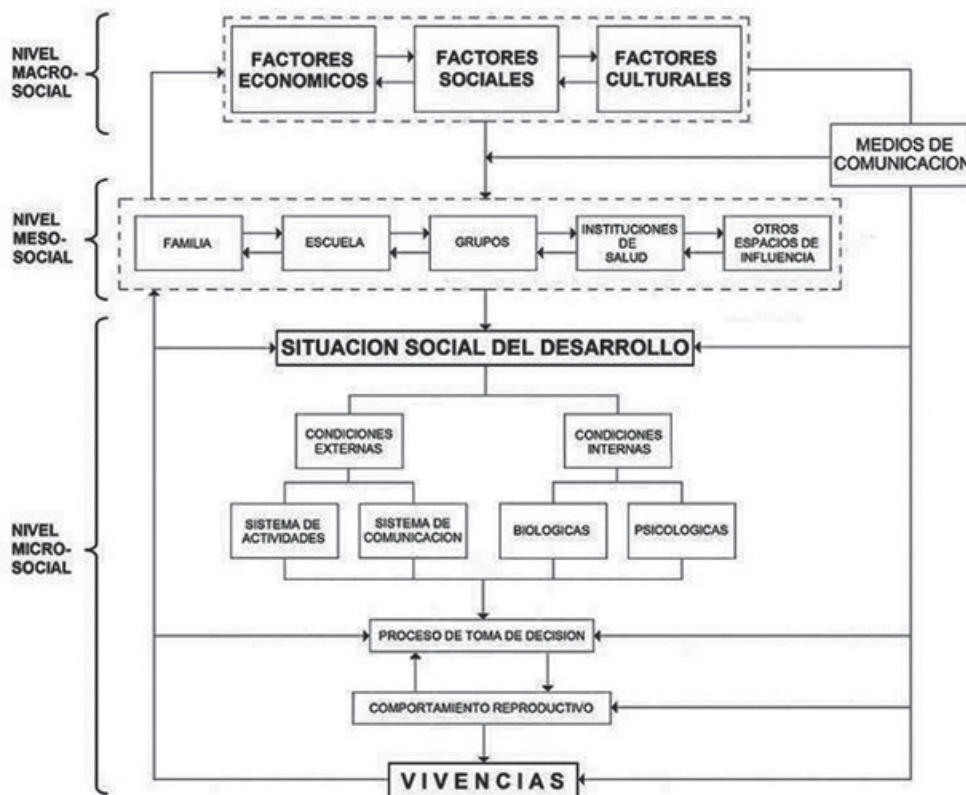 NIVEL
MACRO-
SOCIAL
FACTORES
ECONOMICOS
FACTORES
SOCIALES
FACTORES
CULTURALES
MEDIOS DE
COMUNICACION
NIVEL
MESO-
SOCIAL
FAMILIA
ESCUELA
GRUPOS
INSTITUCIONES
DE
SALUD
OTROS
ESPACIOS DE
INFLUENCIA
NIVEL
MICRO-
SOCIAL
SITUACION SOCIAL DEL DESARROLLO
CONDICIONES
EXTERNAS
CONDICIONES
INTERNAS
SISTEMA DE
ACTIVIDADES
SISTEMA DE
COMUNICACION
BIOLOGICAS
PSICOLOGICAS
PROCESO DE TOMA DE DECISION
COMPORTAMIENTO REPRODUCTIVO
VIVENCIAS